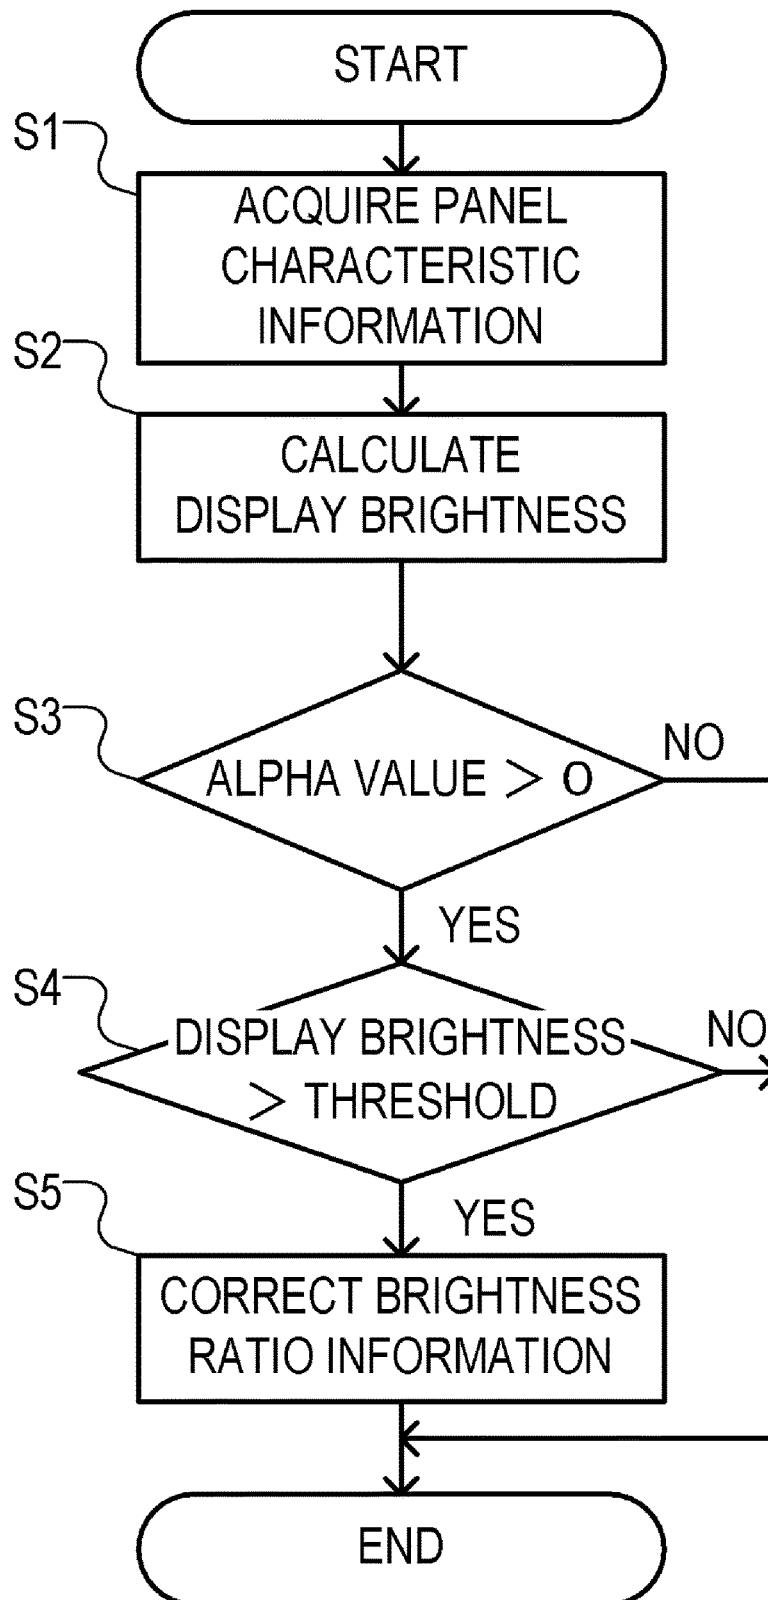 START
S1
ACQUIRE PANEL
CHARACTERISTIC
INFORMATION
S2
CALCULATE
DISPLAY BRIGHTNESS
S3
ALPHA VALUE > 0
NO
YES
S4
DISPLAY BRIGHTNESS
> THRESHOLD
NO
YES
S5
CORRECT BRIGHTNESS
RATIO INFORMATION
END